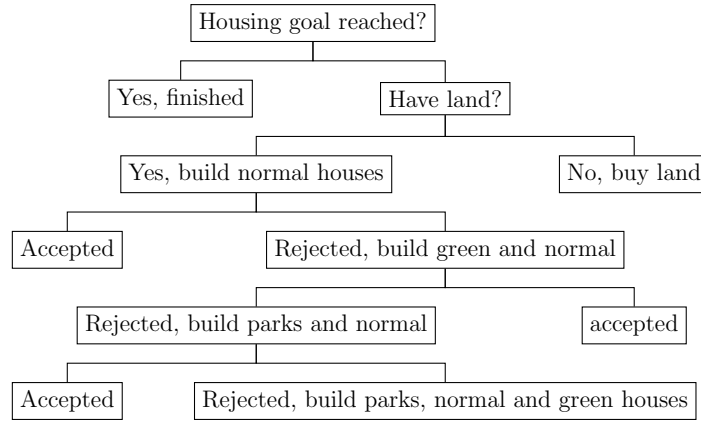 Housing goal reached?
Yes, finished
Have land?
Yes, build normal houses
No, buy land
Accepted
Rejected, build green and normal
Rejected, build parks and normal
accepted
Accepted
Rejected, build parks, normal and green houses